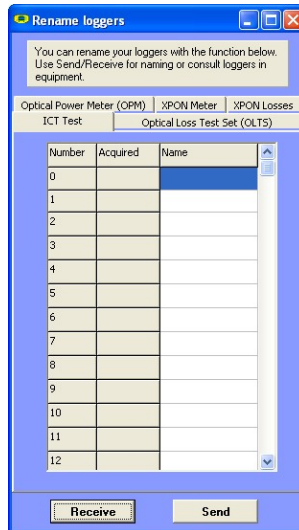 Rename loggers
You can rename your loggers with the function below.
Use Send/Receive for naming or consult loggers in
equipment.
Optical Power Meter (OPM) XPON Meter XPON Losses
ICT Test Optical Loss Test Set (OLTS)
Number Acquired Name
0
1
2
3
4
5
6
7
8
9
10
11
12
Receive Send